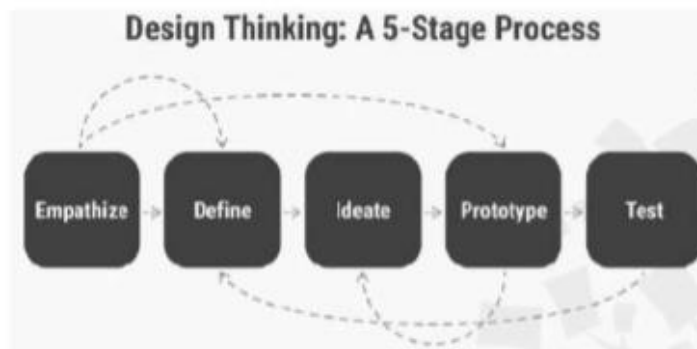 Design Thinking: A 5-Stage Process
Empathize
Define
Ideate
Prototype
Test